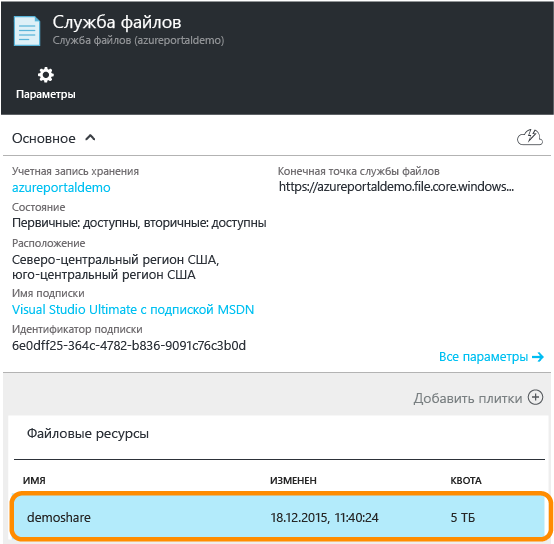 Служба файлов
Служба файлов (azureportaldemo)
Параметры
Основное
Учетная запись хранения
azureportaldemo
Конечная точка службы файлов
https://azureportaldemo.file.core.windows...
Состояние
Первичные: доступны, вторичные: доступны
Расположение
Северо-центральный регион США,
юго-центральный регион США
Имя подписки
Visual Studio Ultimate с подпиской MSDN
Идентификатор подписки
6e0dff25-364c-4782-b836-9091c76c3b0d
Все параметры
Добавить плитки
Файловые ресурсы
ИМЯ ИЗМЕНЕН КВОТА
demoshare 18.12.2015, 11:40:24 5 ТБ